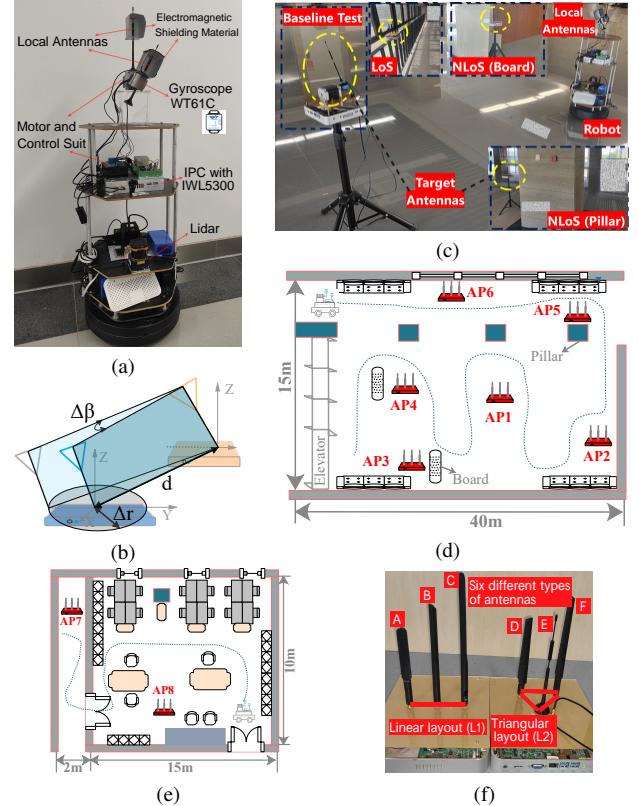 Electromagnetic
Shielding Material
Local Antennas
Gyroscope
WT61C
Motor and
Control Suit
IPC with
IWL5300
Lidar
(a)
Baseline Test
LoS
NLoS (Board)
Local
Antennas
Robot
Target
Antennas
NLoS (Pillar)
(c)
Δβ
Z
Z
d
Y
Δr
(b)
AP6
AP5
15m
Pillar
AP4
AP1
AP2
AP3
Elevator
Board
40m
(d)
AP7
AP8
10m
2m
15m
(e)
Six different types
of antennas
A
B
C
D
E
F
Linear layout (L1)
Triangular
layout (L2)
(f)